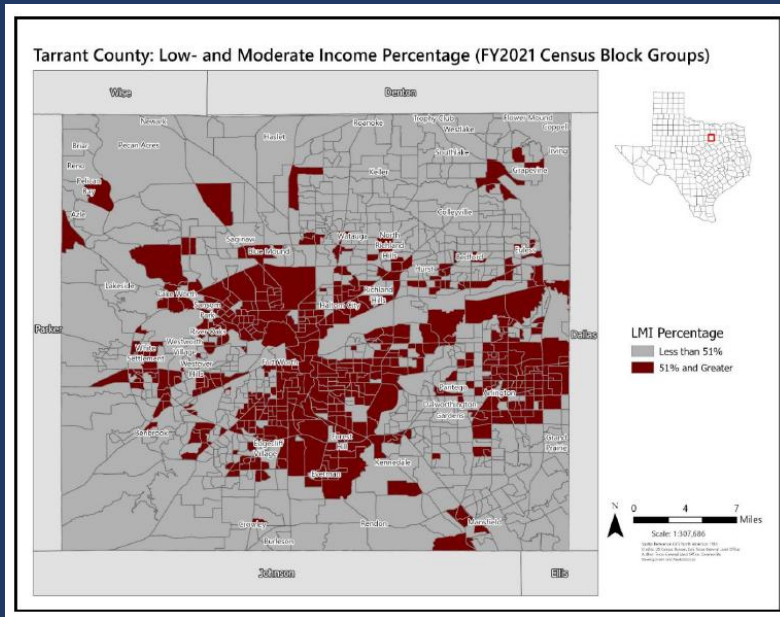 Tarrant County: Low- and Moderate Income Percentage (FY2021 Census Block Groups)
Wise
Denton
Newark
Haslet
Roanoke
Trophy Club
Westlake
Flower Mound
Coppell
Briar
Pecan Acres
Southlake
Irving
Reno
Keller
Grapevine
Pelican
Bay
Azle
Colleyville
Saginaw
Blue Mound
Watauga
North
Richland
Hills
Bedford
Euless
Hurst
Lakeside
Lake Worth
Sansom
Park
Haltom City
Richland
Hills
Parker
River Oaks
Dallas
White
Settlement
Westworth
Village
Westover
Hills
Fort Worth
Pantego
Arlington
Dalworthington
Gardens
Benbrook
Edgecliff
Village
Forest
Hill
Grand
Prairie
Everman
Kennedale
Crowley
Rendon
Mansfield
Burleson
Johnson
Ellis
LMI Percentage
Less than 51%
51% and Greater
N
0 4 7
Miles
Scale: 1:307,686